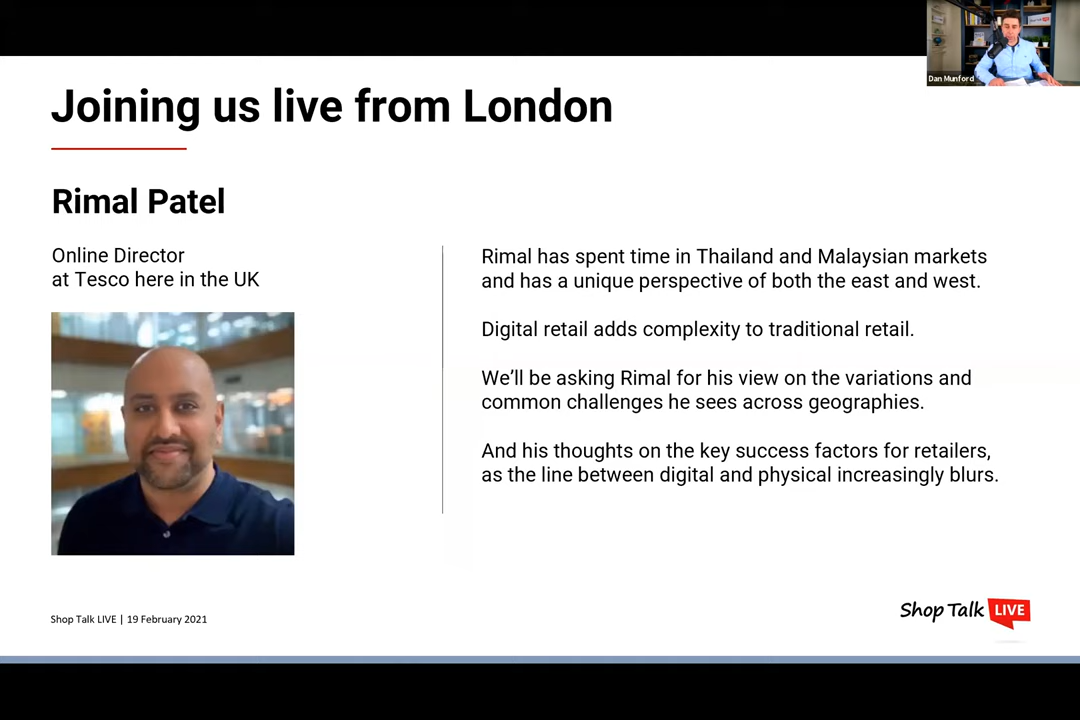 Dan Munford
Joining us live from London
Rimal Patel
Online Director
at Tesco here in the UK
Rimal has spent time in Thailand and Malaysian markets
and has a unique perspective of both the east and west.
Digital retail adds complexity to traditional retail.
We'll be asking Rimal for his view on the variations and
common challenges he sees across geographies.
And his thoughts on the key success factors for retailers,
as the line between digital and physical increasingly blurs.
Shop Talk LIVE | 19 February 2021
Shop Talk LIVE